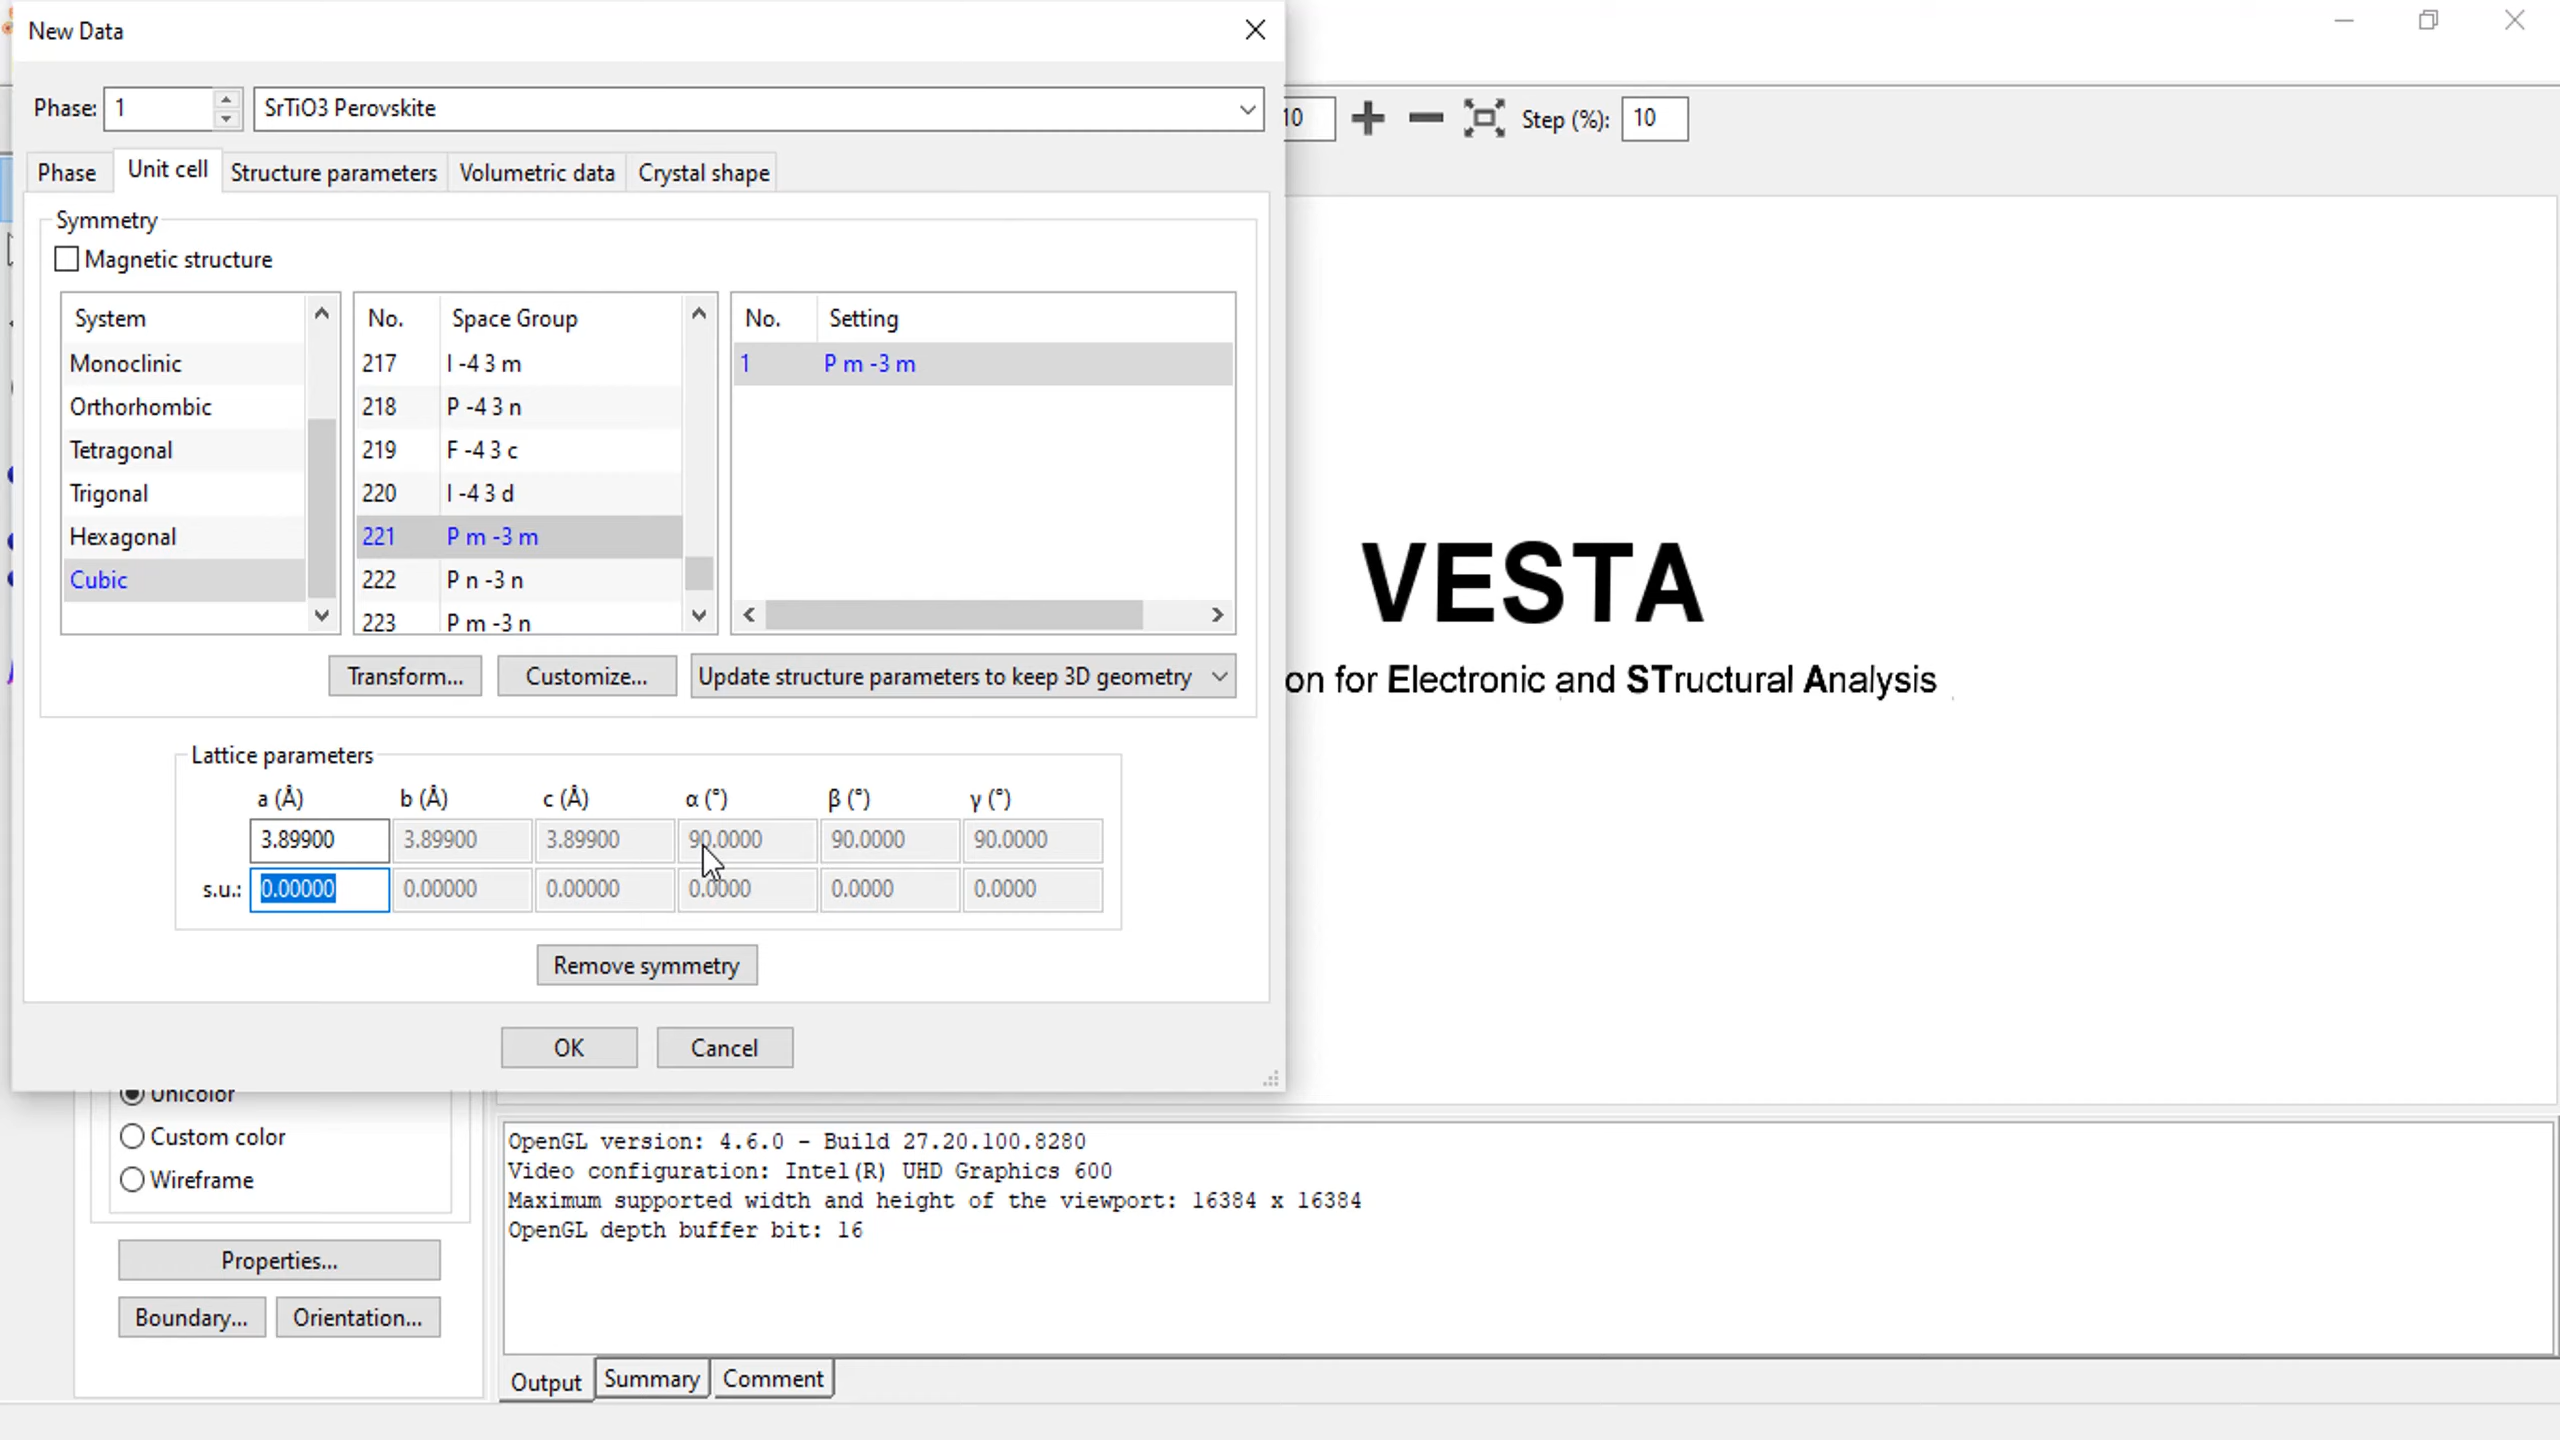 New Data
Phase: 1 SrTiO3 Perovskite
10 Step (%): 10
Phase Unit cell Structure parameters Volumetric data Crystal shape
Symmetry
Magnetic structure
System No. Space Group No. Setting
Monoclinic 217 I -4 3 m 1 P m -3 m
Orthorhombic 218 P -4 3 n
Tetragonal 219 F -4 3 c
Trigonal 220 I -4 3 d
Hexagonal 221 P m -3 m
Cubic 222 P n -3 n
223 P m -3 n
VESTA
Transform... Customize... Update structure parameters to keep 3D geometry
on for Electronic and STructural Analysis
Lattice parameters
a (Å) b (Å) c (Å) α (°) β (°) γ (°)
3.89900 3.89900 3.89900 90.0000 90.0000 90.0000
s.u.: 0.00000 0.00000 0.00000 0.0000 0.0000 0.0000
Remove symmetry
OK Cancel
Unicolor
Custom color
Wireframe
Properties...
Boundary... Orientation...
OpenGL version: 4.6.0 - Build 27.20.100.8280
Video configuration: Intel(R) UHD Graphics 600
Maximum supported width and height of the viewport: 16384 x 16384
OpenGL depth buffer bit: 16
Output Summary Comment